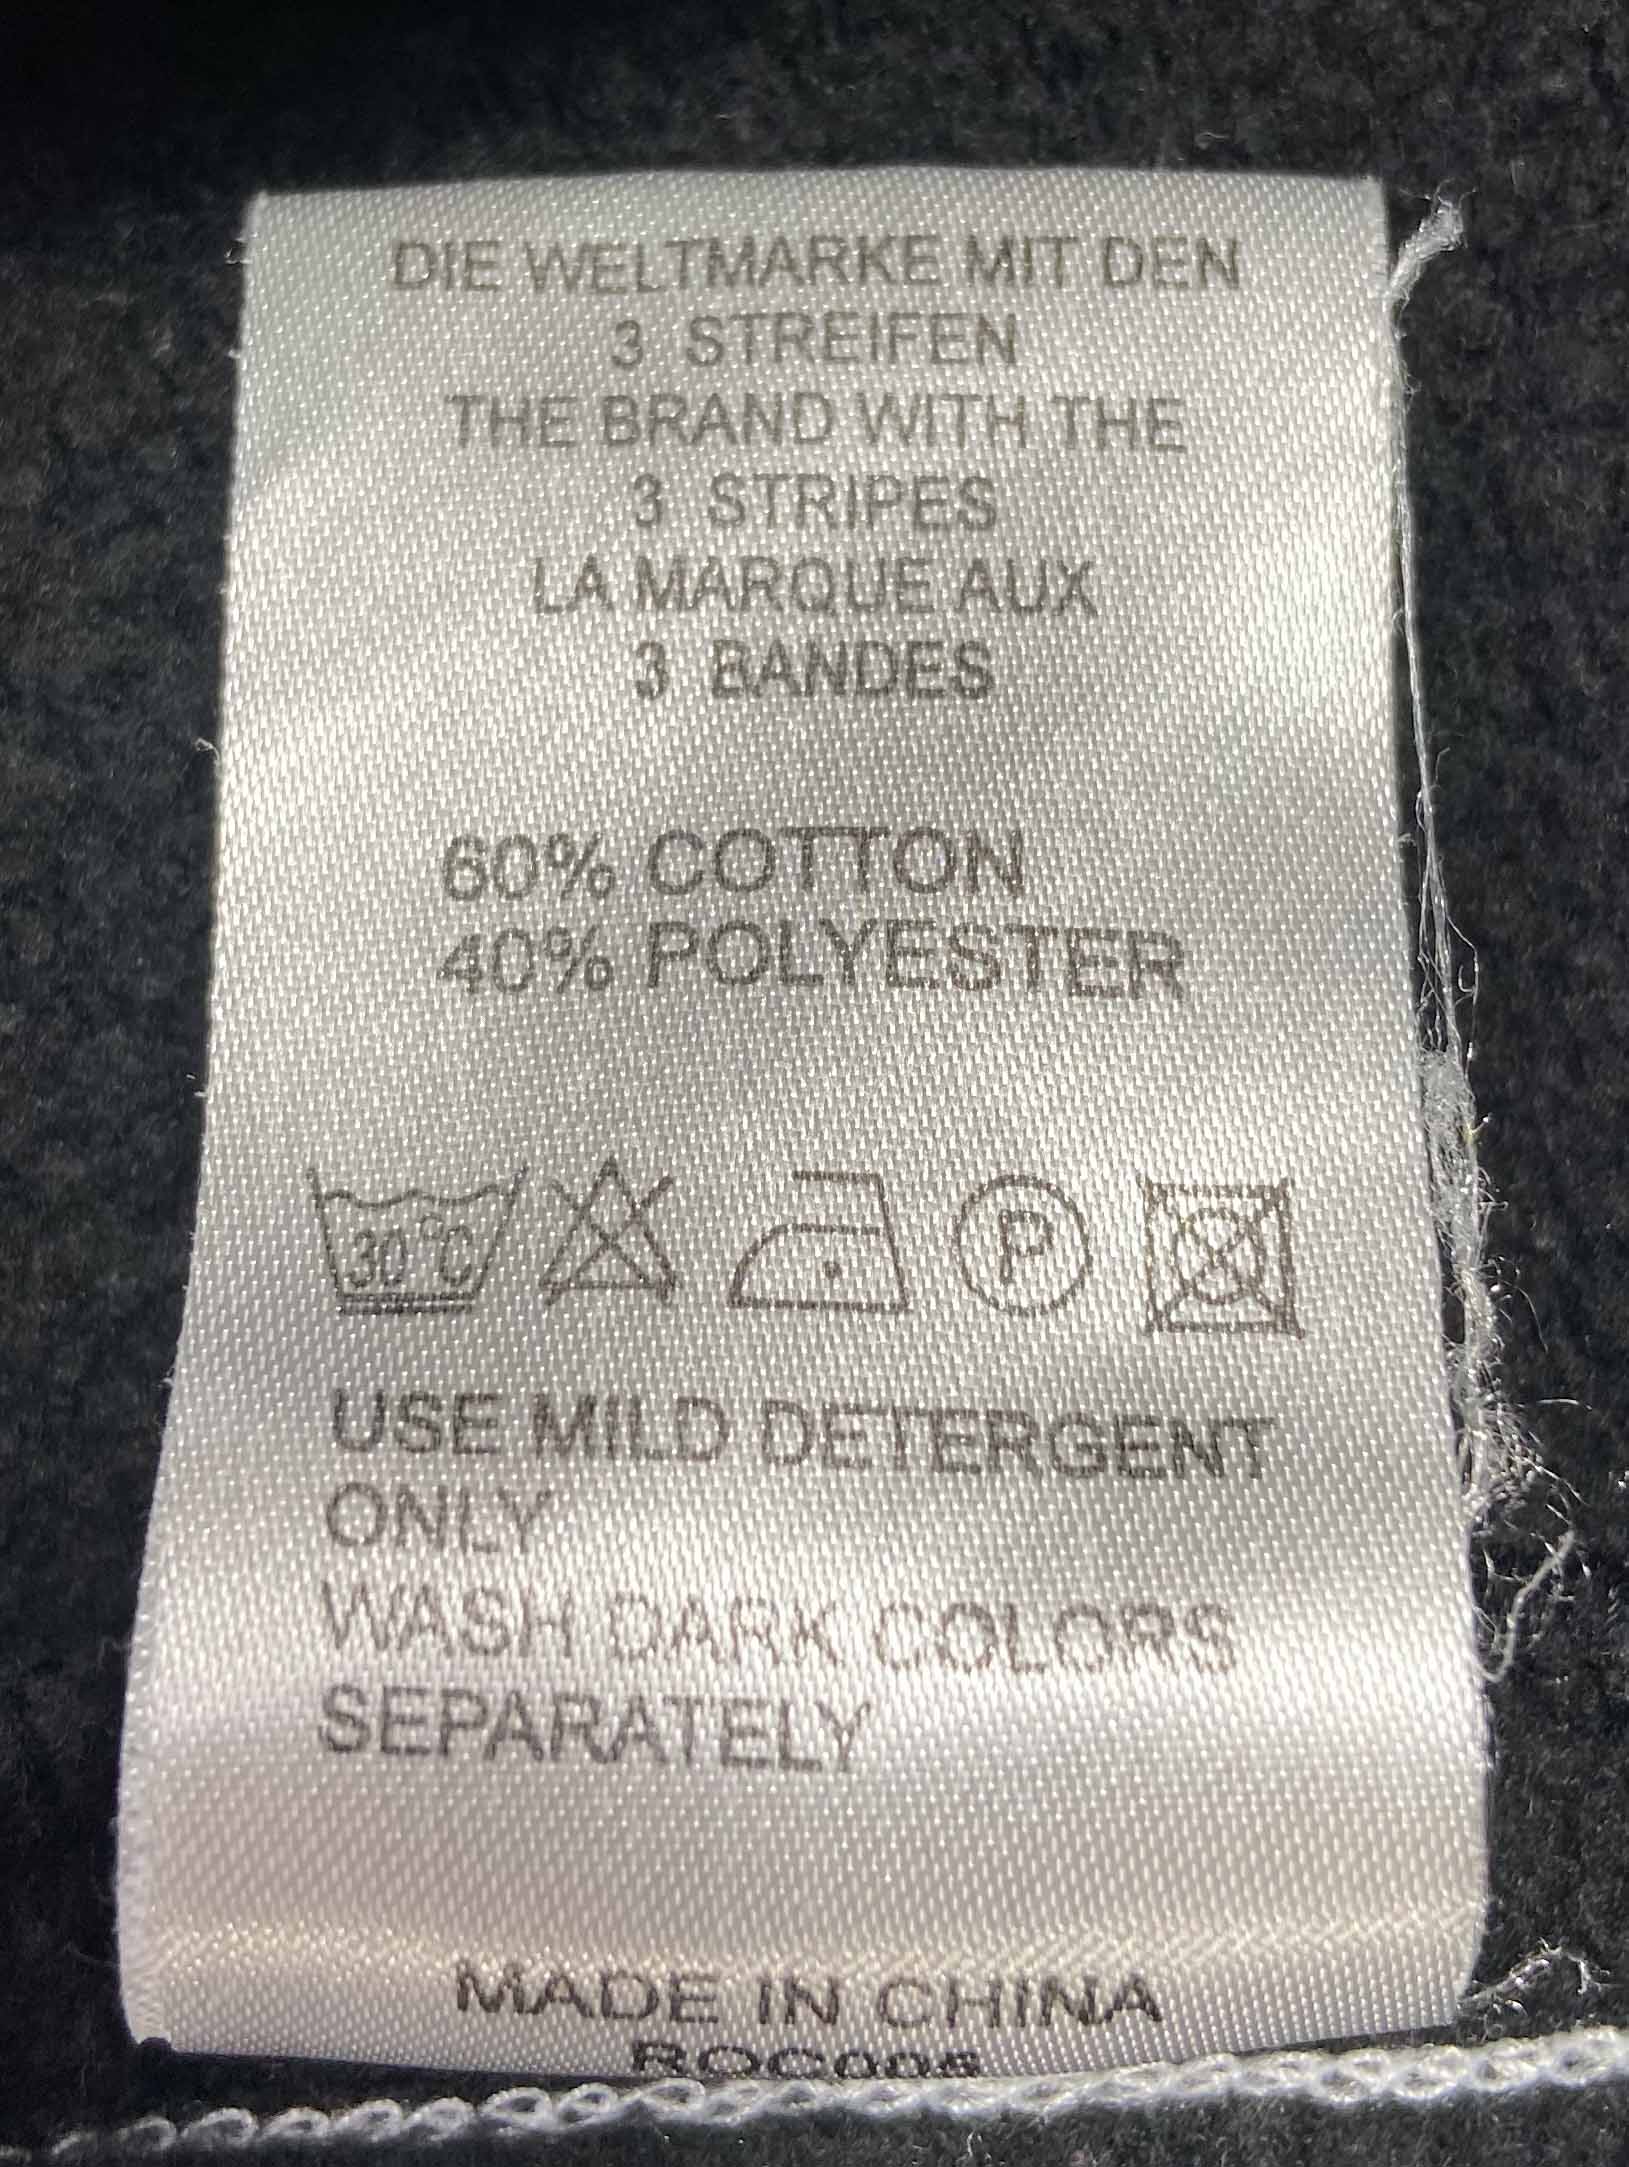 DIE WELTMARKE MIT DEN
3 STREIFEN
THE BRAND WITH THE
3 STRIPES
LA MARQUE AUX
3 BANDES
60% COTTON
40% POLYESTER
30°C P
USE MILD DETERGENT
ONLY
WASH DARK COLORS
SEPARATELY
MADE IN CHINA